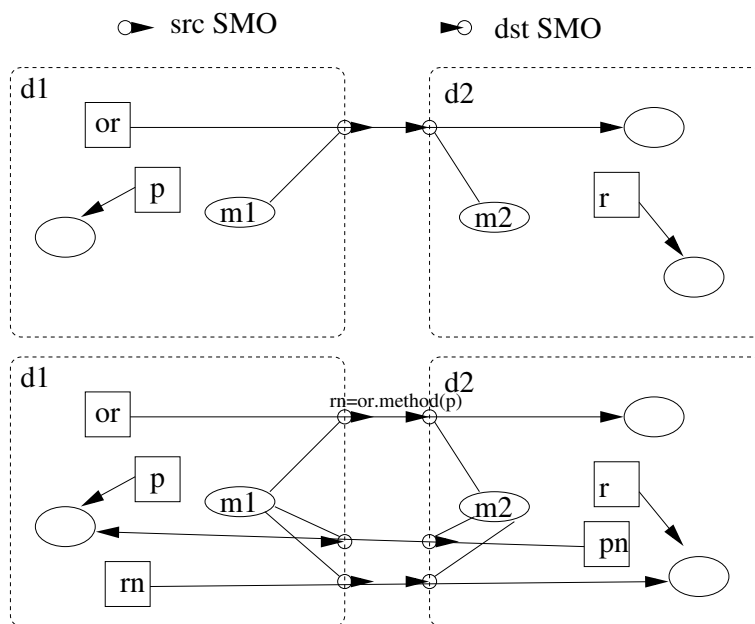 src SMO
dst SMO
d1
d2
or
p
r
m1
m2
d1
d2
rn=or.method(p)
or
p
r
m1
m2
pn
rn